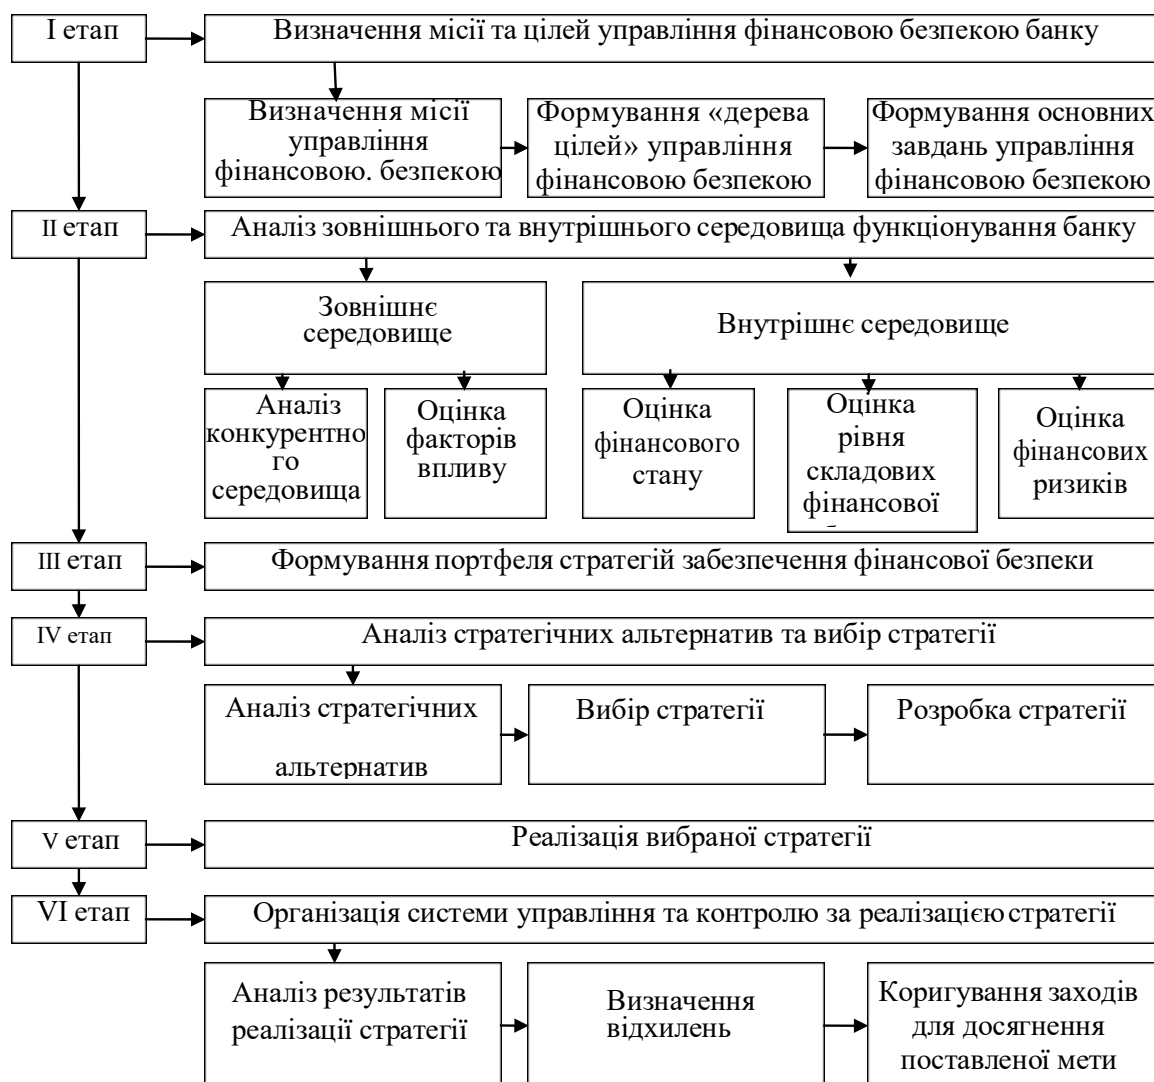 I етап
Визначення місії та цілей управління фінансовою безпекою банку
Визначення місії
управління
фінансовою. безпекою
Формування «дерева
цілей» управління
фінансовою безпекою
Формування основних
завдань управління
фінансовою безпекою
II етап
Аналіз зовнішнього та внутрішнього середовища функціонування банку
Зовнішнє
середовище
Внутрішнє середовище
Аналіз
конкурентно
го
середовища
Оцінка
факторів
впливу
Оцінка
фінансового
стану
Оцінка
рівня
складових
фінансової
Оцінка
фінансових
ризиків
III етап
Формування портфеля стратегій забезпечення фінансової безпеки
IV етап
Аналіз стратегічних альтернатив та вибір стратегії
Аналіз стратегічних
альтернатив
Вибір стратегії
Розробка стратегії
V етап
Реалізація вибраної стратегії
VI етап
Організація системи управління та контролю за реалізацією стратегії
Аналіз результатів
реалізації стратегії
Визначення
відхилень
Коригування заходів
для досягнення
поставленої мети